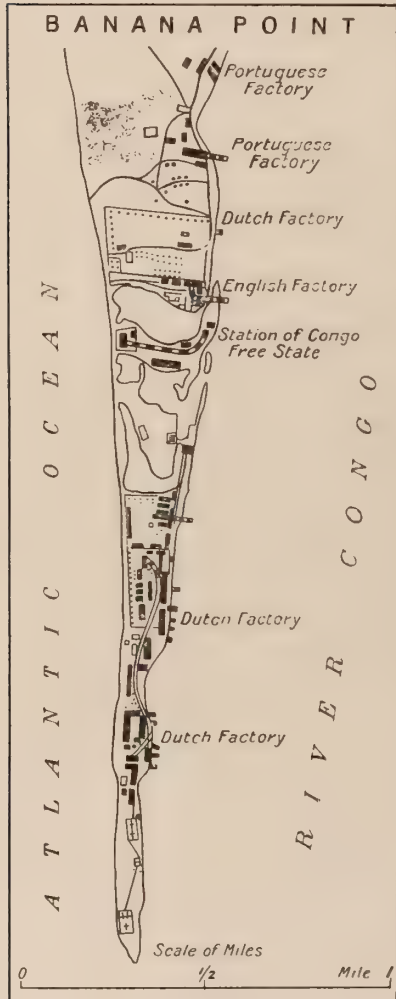 BANANA POINT
Portuguese
Factory
Portuguese
Factory
Dutch Factory
English Factory
Station of Congo
Free State
ATLANTIC OCEAN
RIVER CONGO
Dutch Factory
Dutch Factory
Scale of Miles
0 1/2 Mile 1